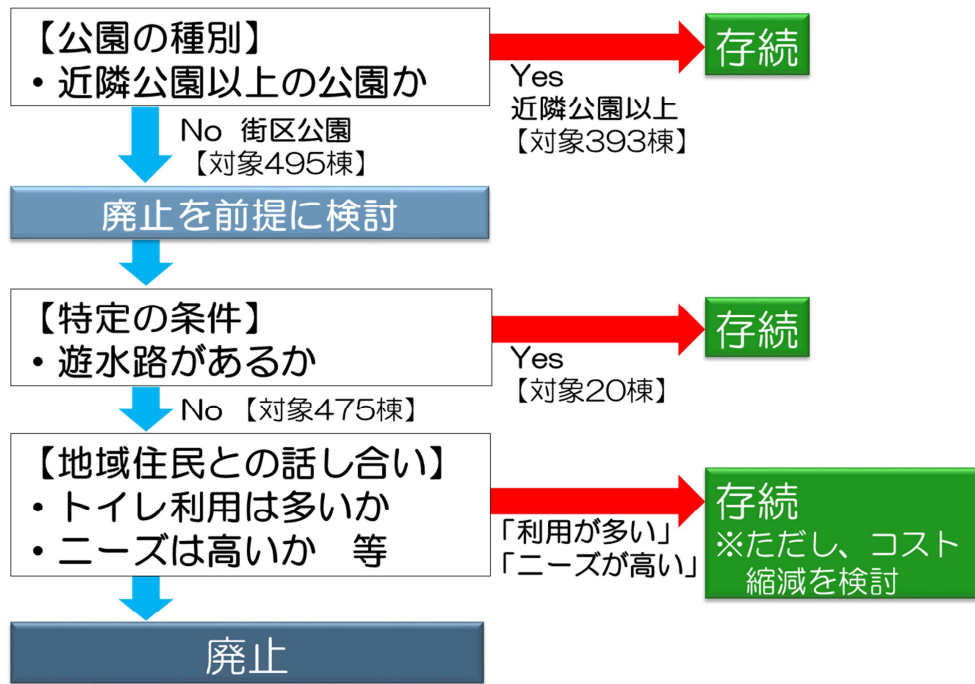 【公園の種別】
・近隣公園以上の公園か
存続
Yes
近隣公園以上
【対象393棟】
No 街区公園
【対象495棟】
廃止を前提に検討
【特定の条件】
・遊水路があるか
存続
Yes
【対象20棟】
No 【対象475棟】
【地域住民との話し合い】
・トイレ利用は多いか
・ニーズは高いか　等
「利用が多い」
「ニーズが高い」
存続
※ただし、コスト
縮減を検討
廃止